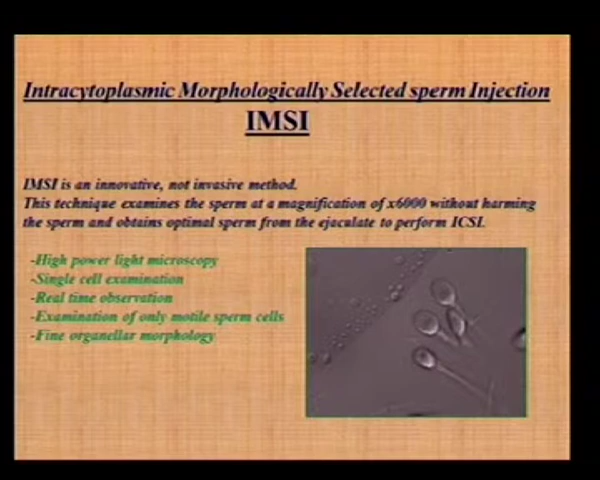 Intracytoplasmic Morphologically Selected sperm Injection
IMSI
IMSI is an innovative, not invasive method.
This technique examines the sperm at a magnification of x6000 without harming
the sperm and obtains optimal sperm from the ejaculate to perform ICSI.
-High power light microscopy
-Single cell examination
-Real time observation
-Examination of only motile sperm cells
-Fine organellar morphology